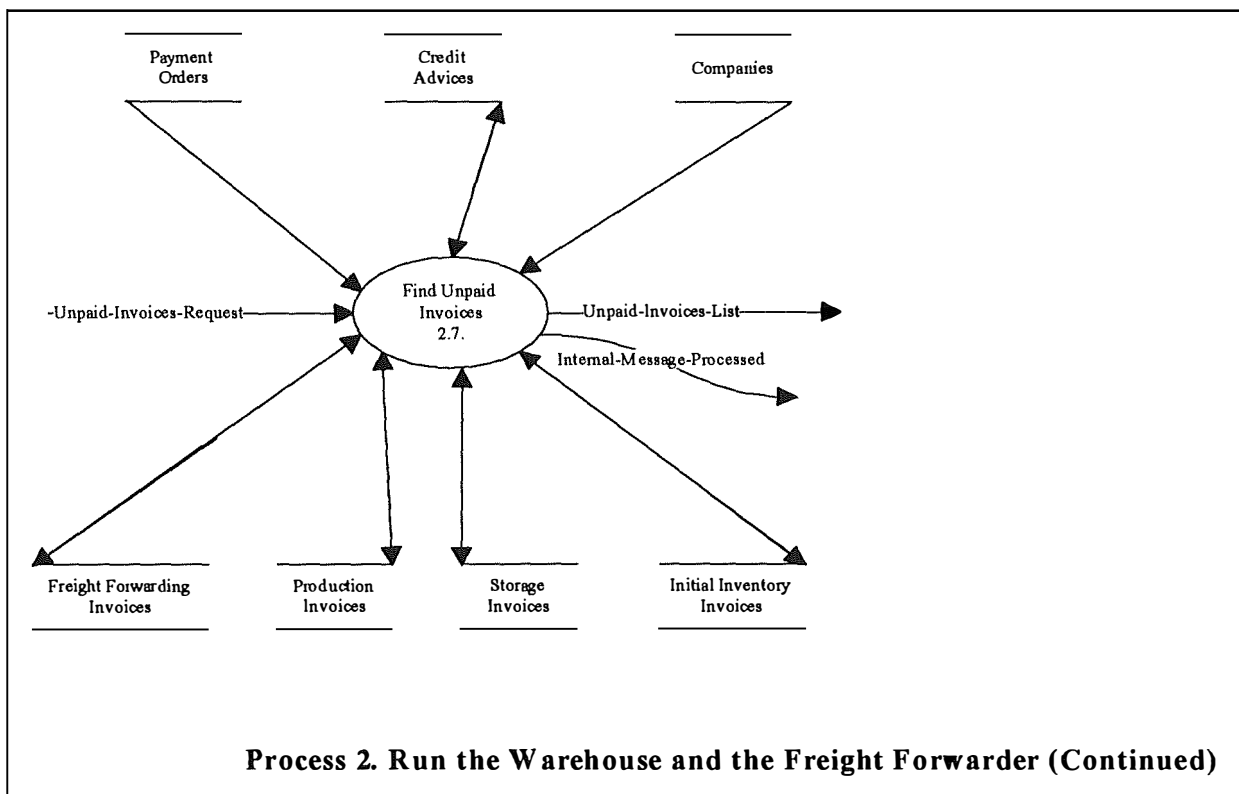 Payment
Orders
Credit
Advices
Companies
-Unpaid-Invoices-Request
Find Unpaid
Invoices
2.7.
Unpaid-Invoices-List
Internal-Message-Processed
Freight Forwarding
Invoices
Production
Invoices
Storage
Invoices
Initial Inventory
Invoices
Process 2. Run the Warehouse and the Freight Forwarder (Continued)